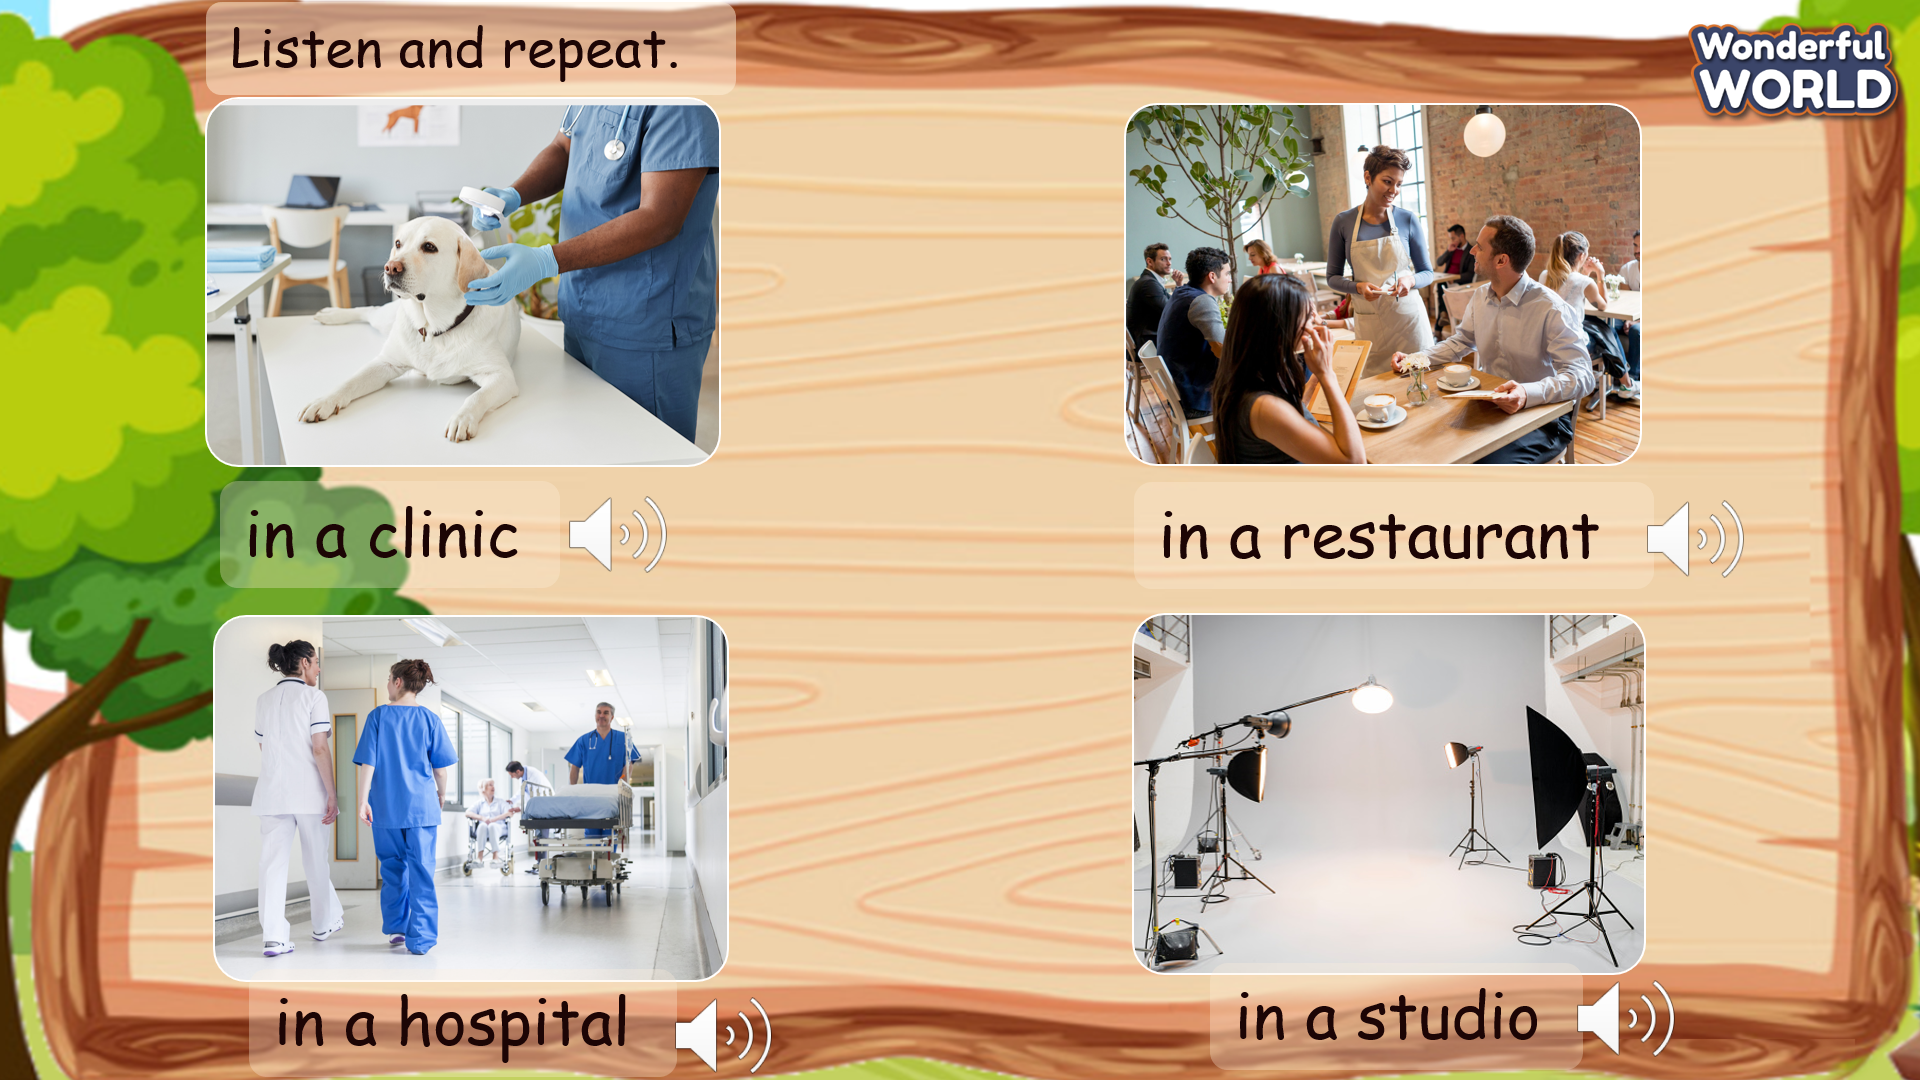 Listen and repeat.
Wonderful
WORLD
in a clinic
in a restaurant
in a hospital
in a studio